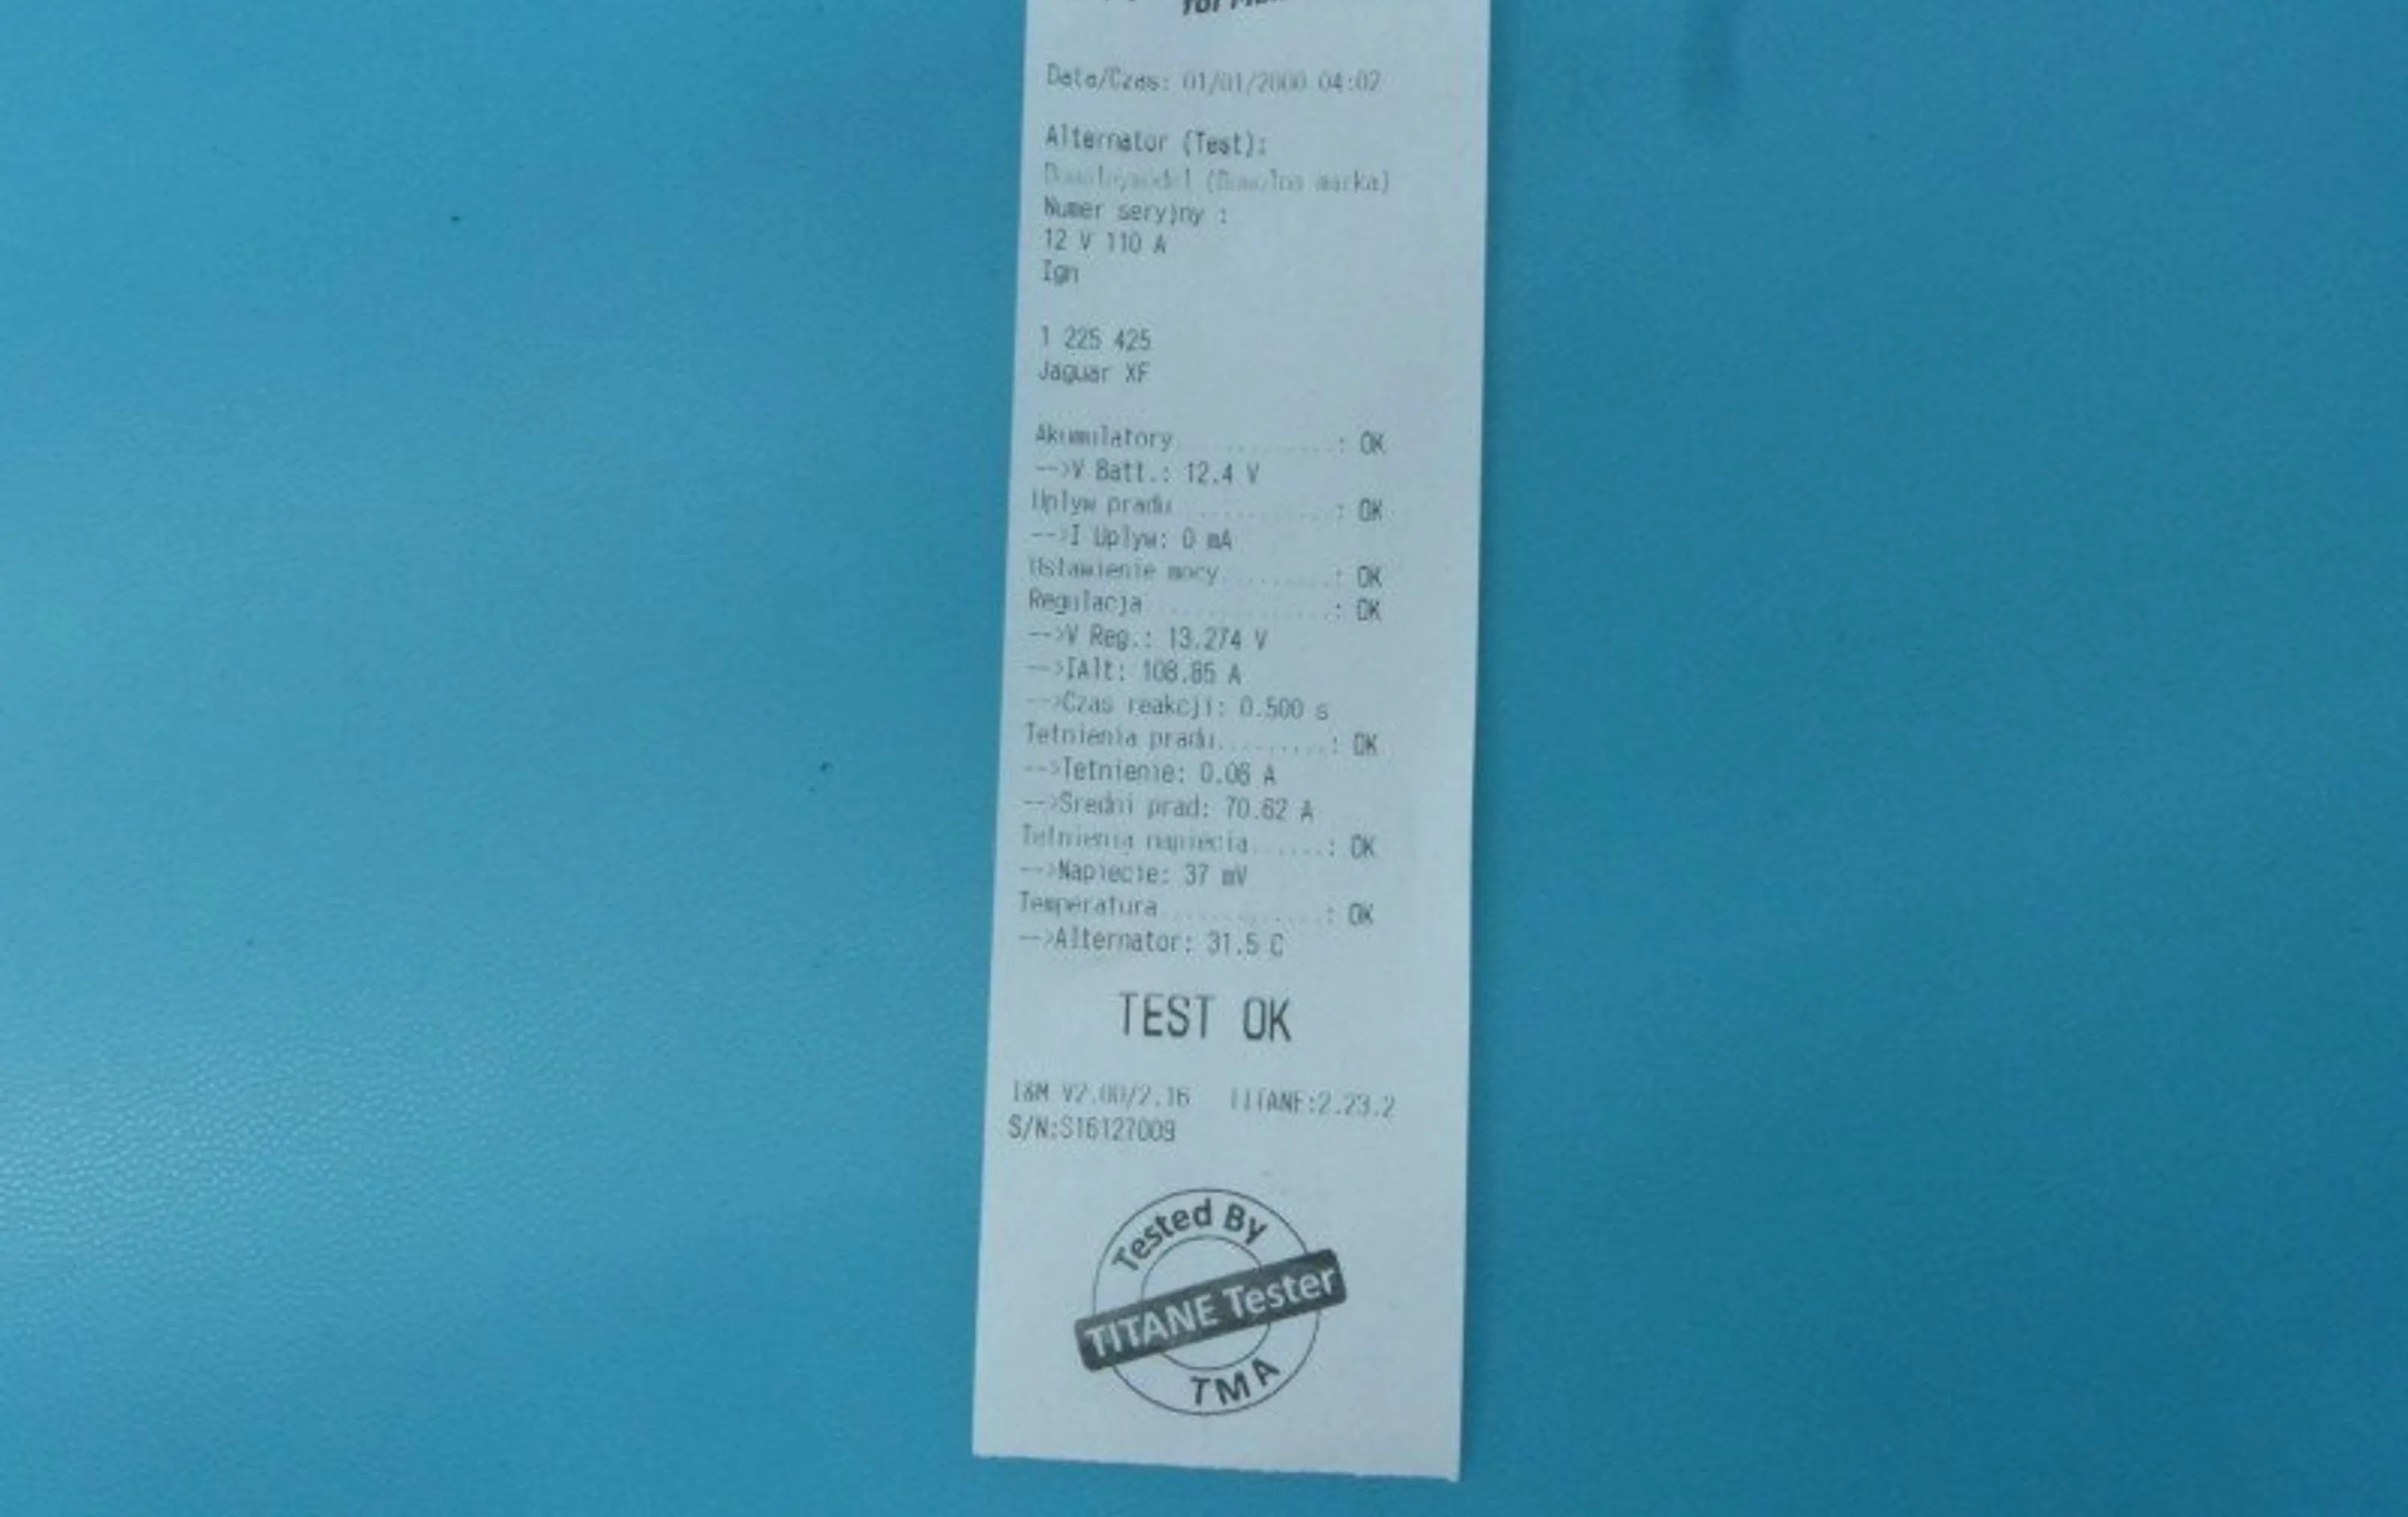 for
Data/Czas: 01/01/2000 04:02
Alternator (Test):
marka)
Numer seryjny :
12 V 110 A
Ign
1 225 425
Jaguar XF
Akumulatory..............: OK
-->V Batt.: 12.4 V
Uplyw pradu..............: OK
-->I Uplyw: 0 mA
Ustawienie mocy..........: OK
Regulacja................: OK
-->V Reg.: 13.274 V
-->IAlt: 108.85 A
-->Czas reakcji: 0.500 s
Tetnienia pradu..........: OK
-->Tetnienie: 0.06 A
-->Sredni prad: 70.62 A
Tetnienia napiecia.......: OK
-->Napiecie: 37 mV
Temperatura..............: OK
-->Alternator: 31.5 C
TEST OK
I&M V2.00/2.16 TITANE:2.23.2
S/N:S16127009
Tested By
TITANE Tester
TMA